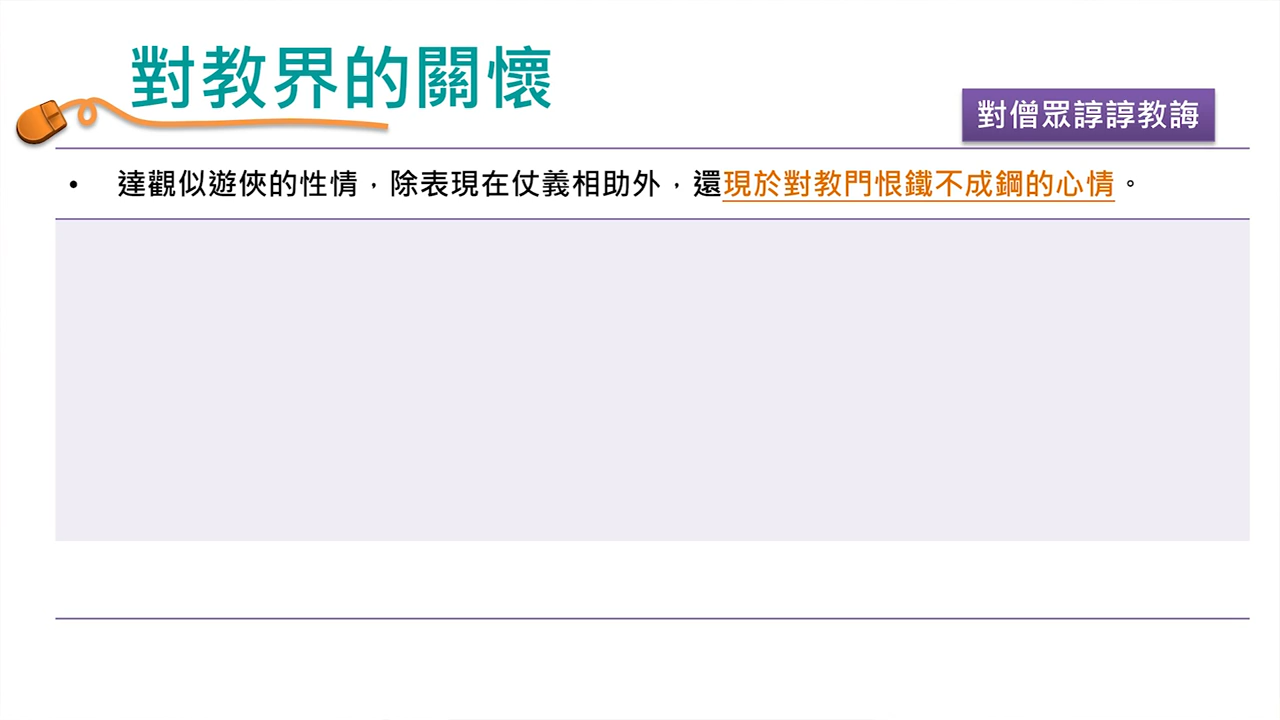 對教界的關懷
對僧眾諄諄教誨
• 達觀似遊俠的性情，除表現在仗義相助外，還現於對教門恨鐵不成鋼的心情。